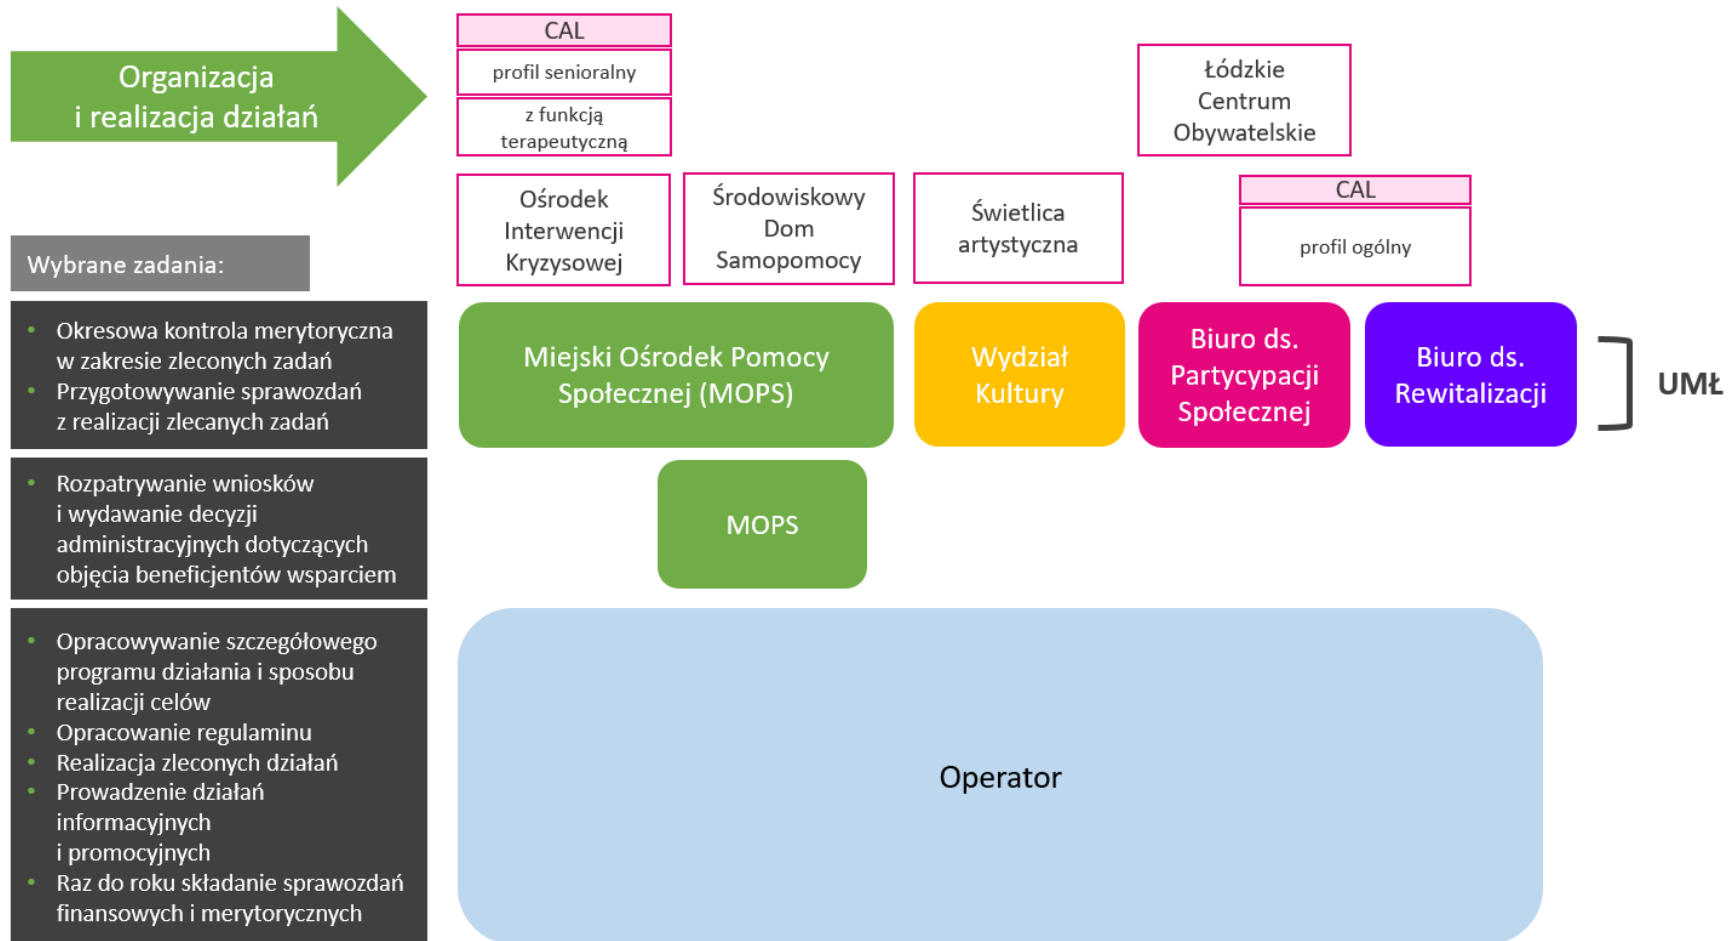 Organizacja
i realizacja działań
CAL
profil senioralny
z funkcją
terapeutyczną
Łódzkie
Centrum
Obywatelskie
Ośrodek
Interwencji
Kryzysowej
Środowiskowy
Dom
Samopomocy
Świetlica
artystyczna
CAL
profil ogólny
Wybrane zadania:
• Okresowa kontrola merytoryczna
w zakresie zleconych zadań
• Przygotowywanie sprawozdań
z realizacji zlecanych zadań
Miejski Ośrodek Pomocy
Społecznej (MOPS)
Wydział
Kultury
Biuro ds.
Partycypacji
Społecznej
Biuro ds.
Rewitalizacji
UMŁ
• Rozpatrywanie wniosków
i wydawanie decyzji
administracyjnych dotyczących
objęcia beneficjentów wsparciem
MOPS
• Opracowywanie szczegółowego
programu działania i sposobu
realizacji celów
• Opracowanie regulaminu
• Realizacja zleconych działań
• Prowadzenie działań
informacyjnych
i promocyjnych
• Raz do roku składanie sprawozdań
finansowych i merytorycznych
Operator